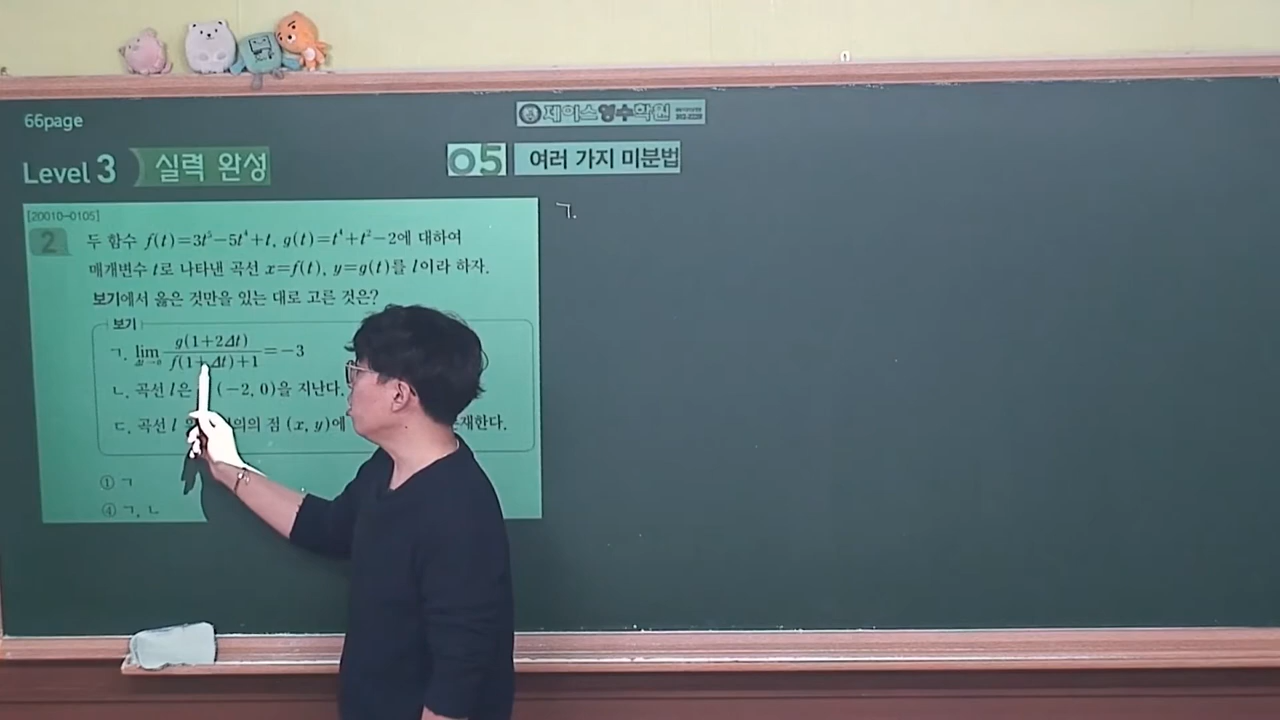 66page
제이스영수학원
Level 3 실력 완성
05 여러 가지 미분법
[20010-0105]
ㄱ.
2 두 함수 f(t)=3t⁵-5t⁴+t, g(t)=t⁴+t²-2에 대하여
매개변수 t로 나타낸 곡선 x=f(t), y=g(t)를 l이라 하자.
보기에서 옳은 것만을 있는 대로 고른 것은?
보기
ㄱ. lim Δt→0 g(1+2Δt)/f(1+Δt)+1 =-3
ㄴ. 곡선 l은 (-2, 0)을 지난다.
ㄷ. 곡선 l 점 (x, y)에 한다.
① ㄱ
④ ㄱ, ㄴ